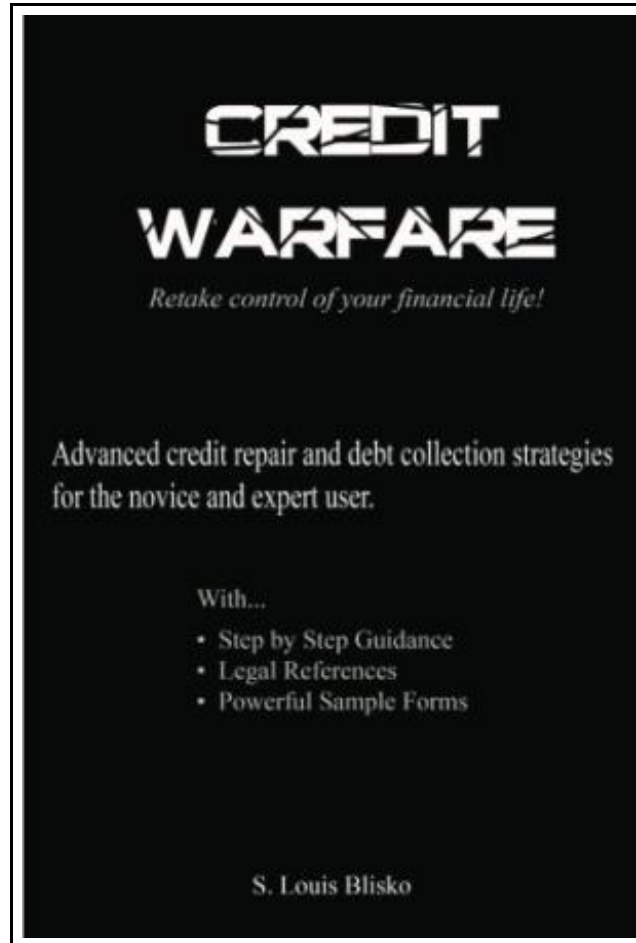 CREDIT
WARFARE
Retake control of your financial life!
Advanced credit repair and debt collection strategies
for the novice and expert user.
With...
• Step by Step Guidance
• Legal References
• Powerful Sample Forms
S. Louis Blisko